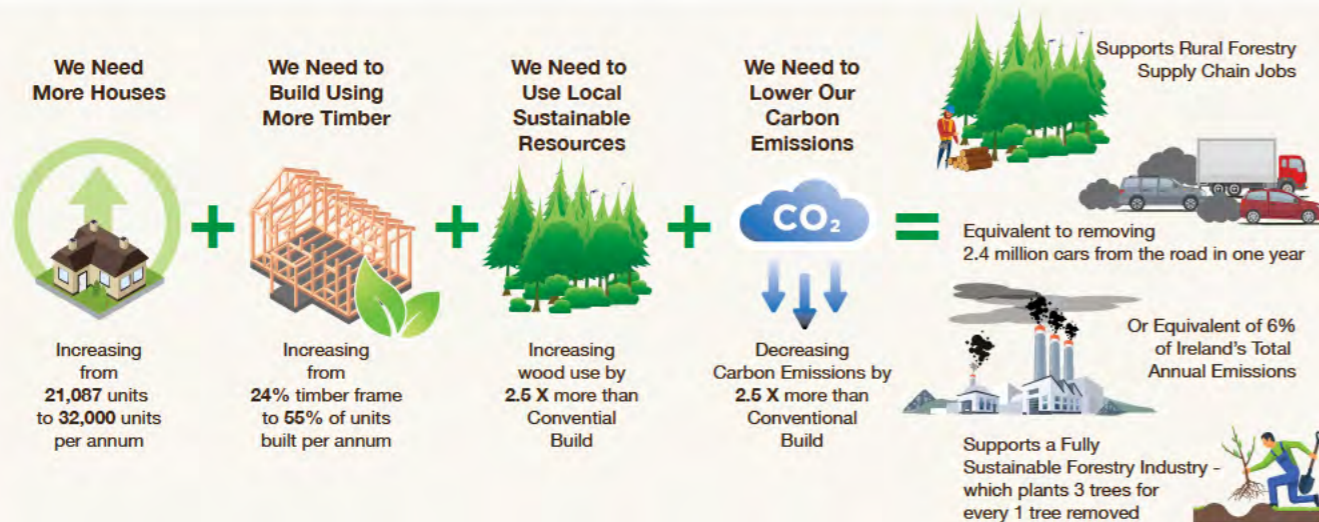 We Need
More Houses
Increasing
from
21,087 units
to 32,000 units
per annum
+
We Need to
Build Using
More Timber
Increasing
from
24% timber frame
to 55% of units
built per annum
+
We Need to
Use Local
Sustainable
Resources
Increasing
wood use by
2.5 X more than
Convential
Build
+
We Need to
Lower Our
Carbon
Emissions
CO₂
Decreasing
Carbon Emissions by
2.5 X more than
Conventional
Build
=
Supports Rural Forestry
Supply Chain Jobs
Equivalent to removing
2.4 million cars from the road in one year
Or Equivalent of 6%
of Ireland's Total
Annual Emissions
Supports a Fully
Sustainable Forestry Industry -
which plants 3 trees for
every 1 tree removed